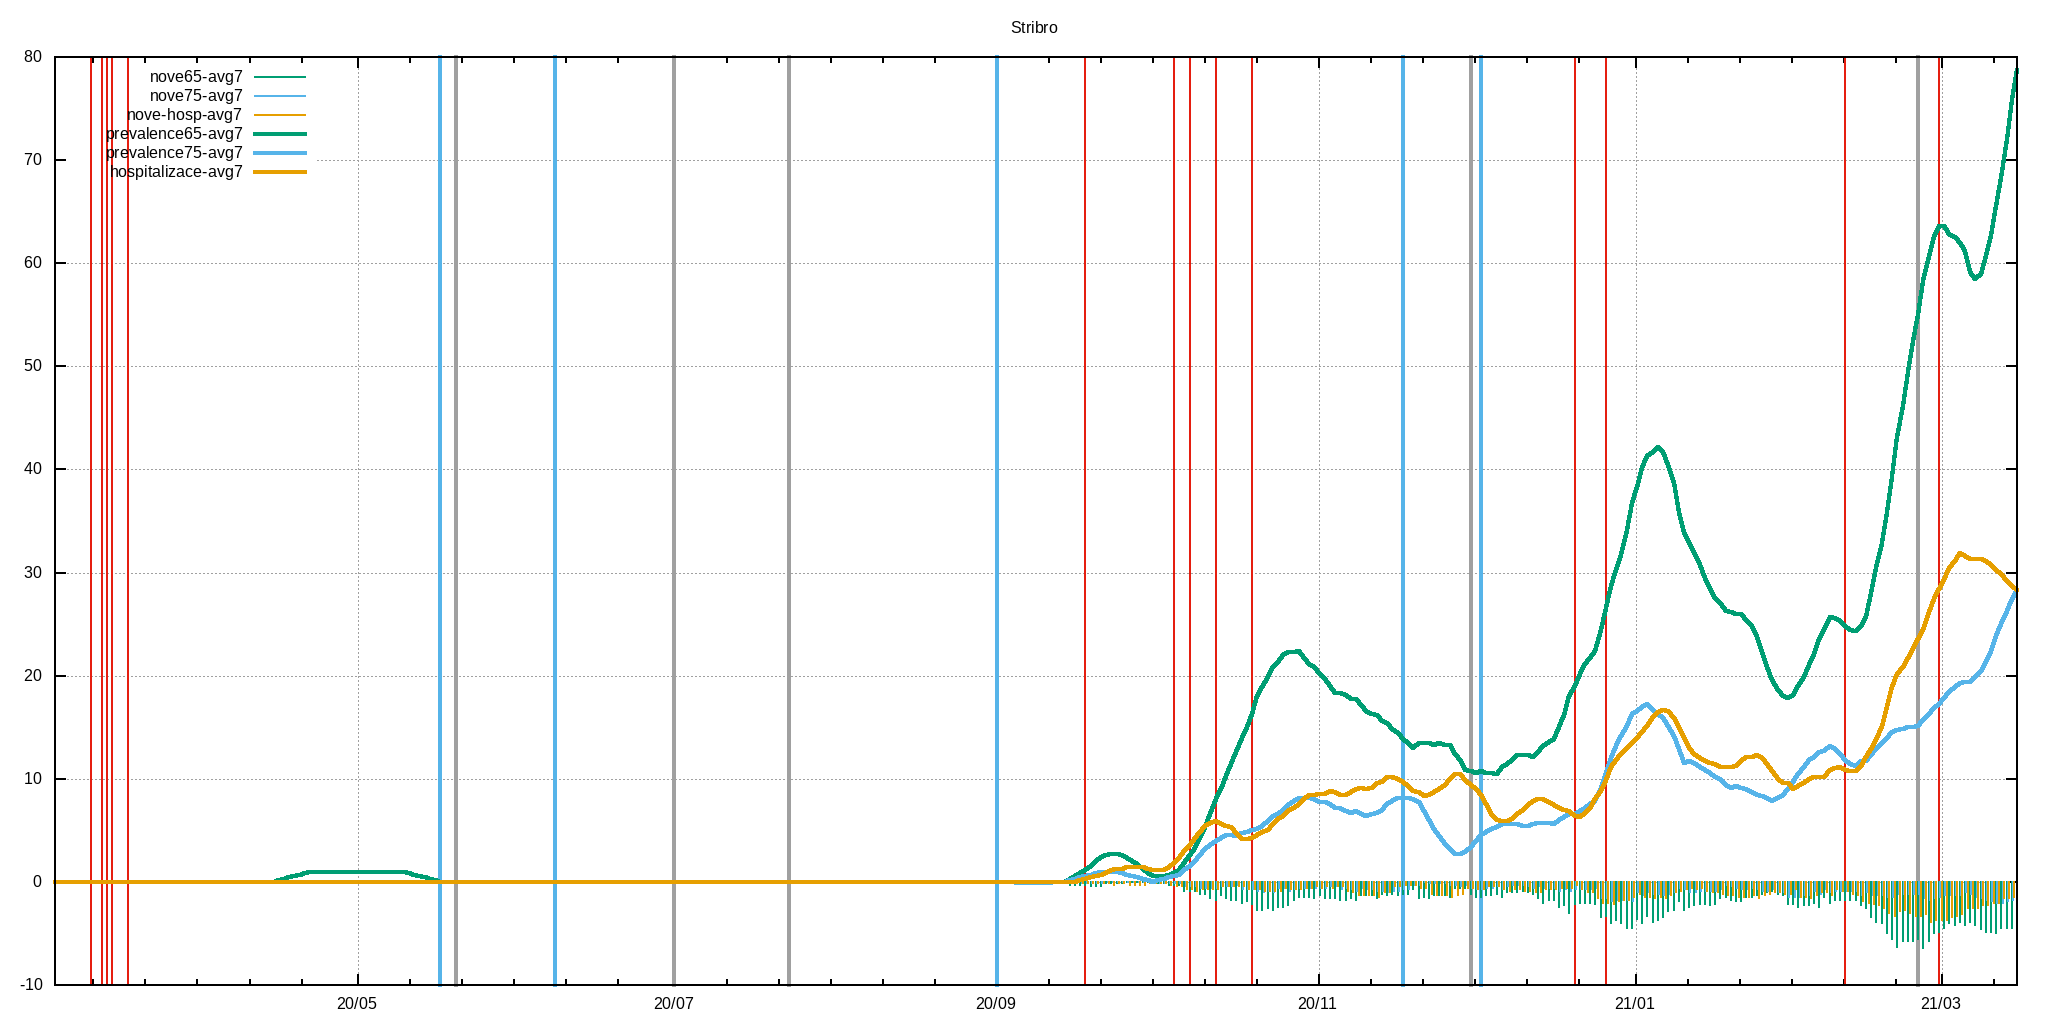 Stribro
80
70
60
50
40
30
20
10
0
-10
nove65-avg7
nove75-avg7
nove-hosp-avg7
prevalence65-avg7
prevalence75-avg7
hospitalizace-avg7
20/05
20/07
20/09
20/11
21/01
21/03